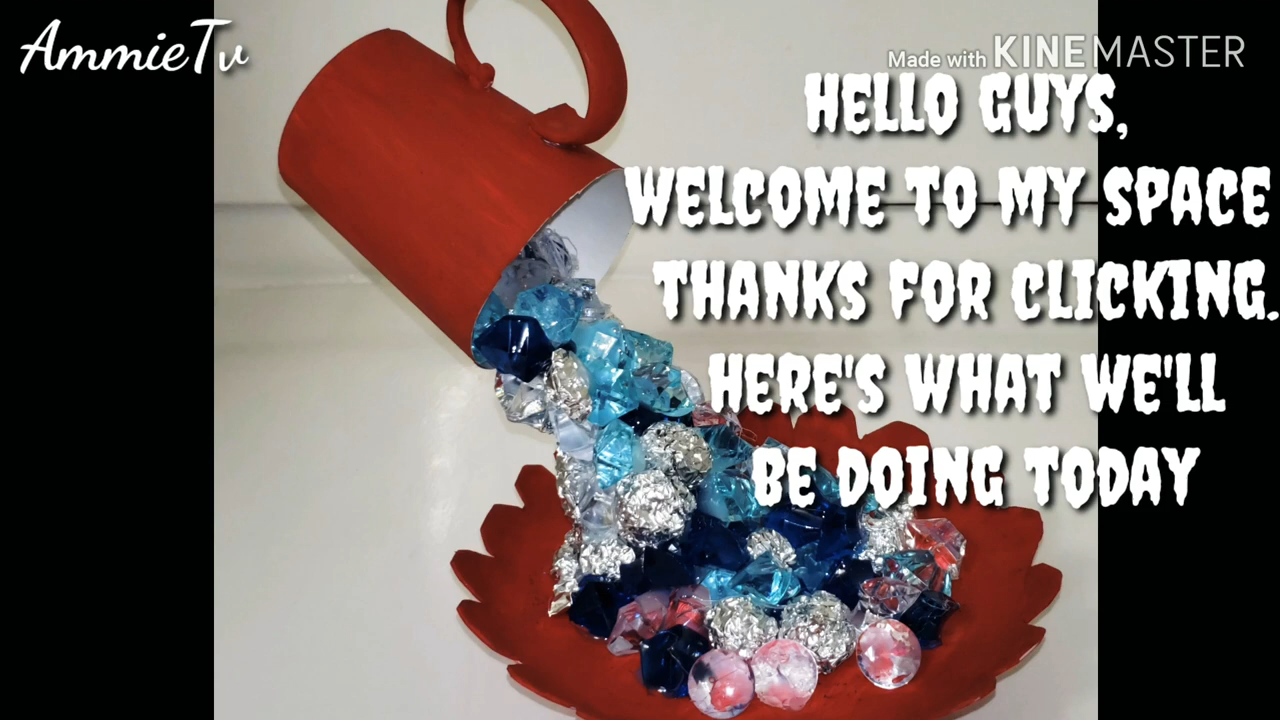 AmmieTv
Made with KINEMASTER
HELLO GUYS,
WELCOME TO MY SPACE
THANKS FOR CLICKING.
HERE'S WHAT WE'LL
BE DOING TODAY